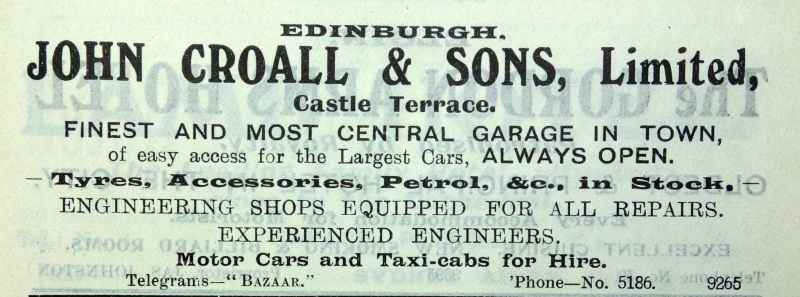 EDINBURGH.
JOHN CROALL & SONS, Limited,
Castle Terrace.
FINEST AND MOST CENTRAL GARAGE IN TOWN,
of easy access for the Largest Cars, ALWAYS OPEN.
—Tyres, Accessories, Petrol, &c., in Stock.—
ENGINEERING SHOPS EQUIPPED FOR ALL REPAIRS.
EXPERIENCED ENGINEERS.
Motor Cars and Taxi-cabs for Hire.
Telegrams—"BAZAAR." 'Phone—No. 5186. 9265